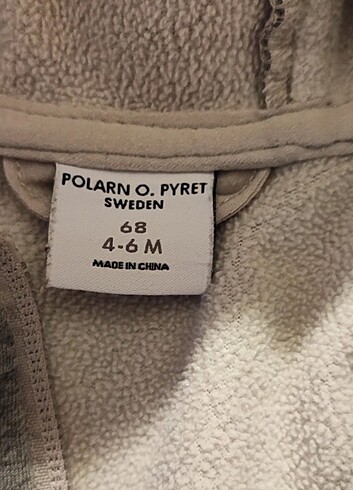 POLARN O. PYRET
SWEDEN
68
4-6 M
MADE IN CHINA